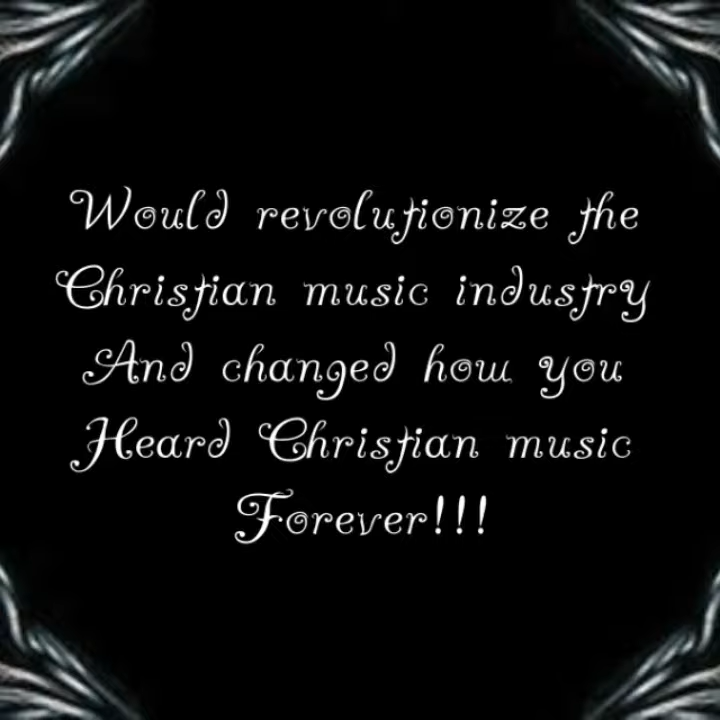 Would revolutionize the
Christian music industry
And changed how you
Heard Christian music
Forever!!!